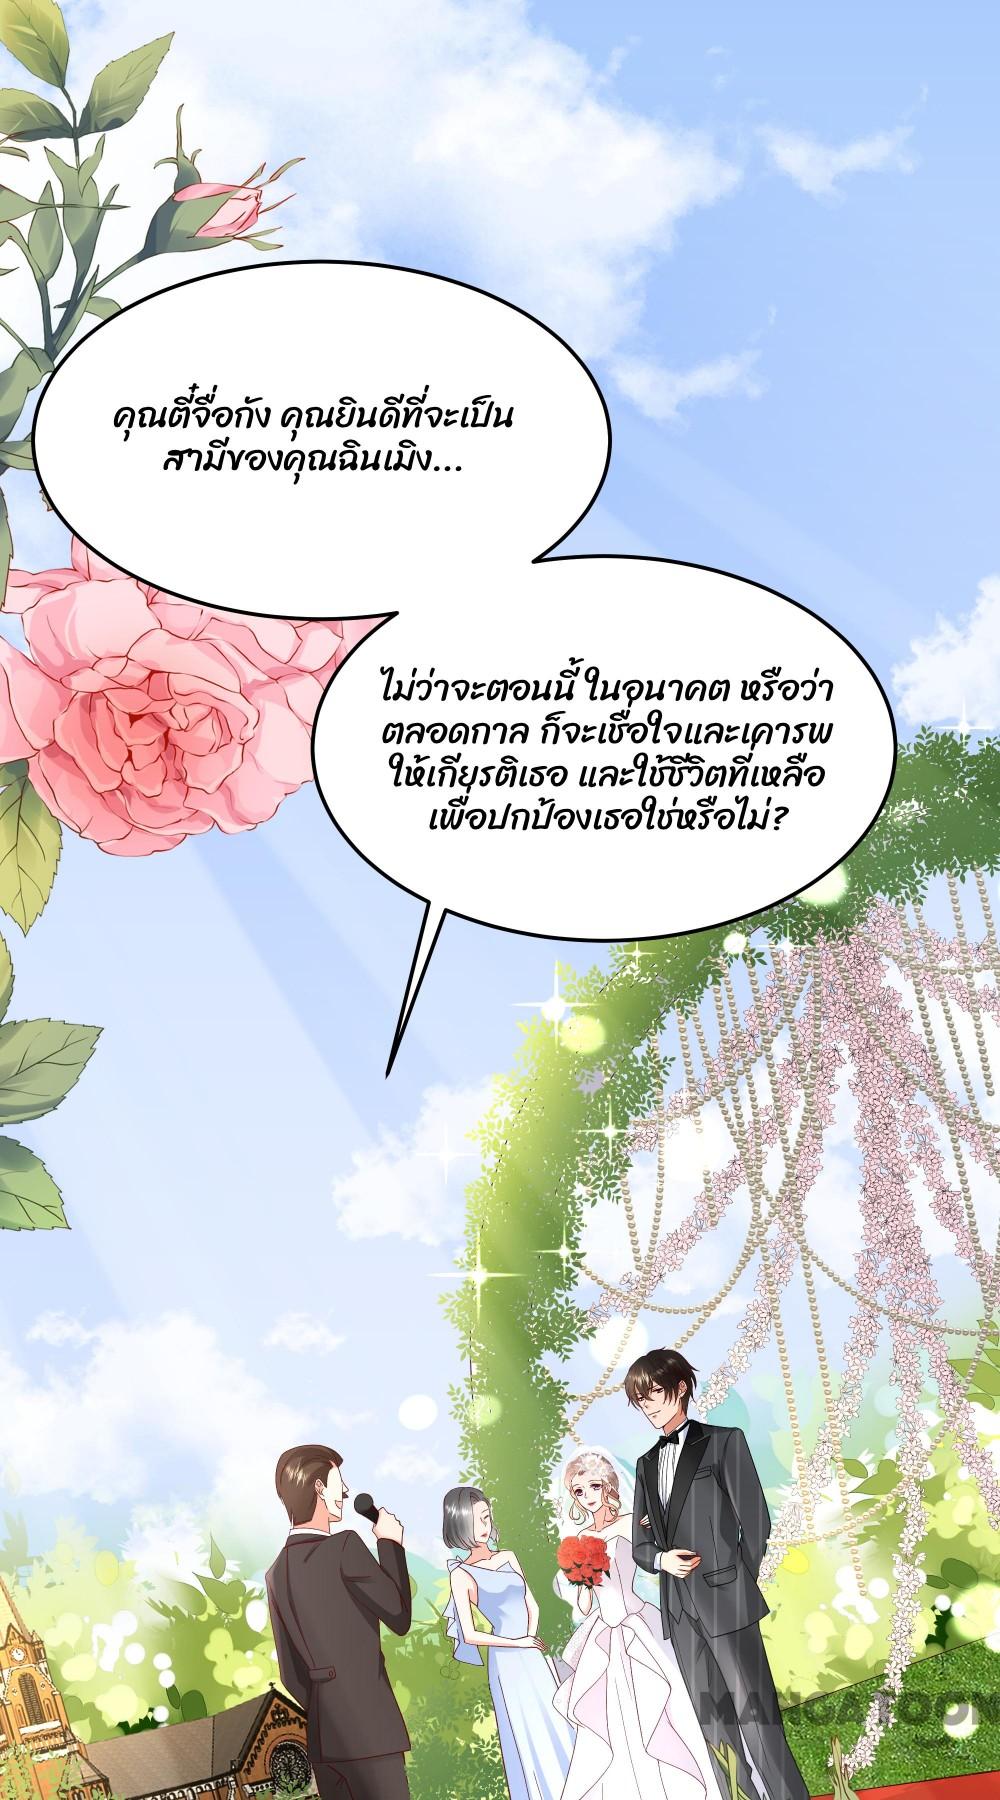 คุณตี๋จื่อกัง คุณยินดีที่จะเป็น
สามีของคุณฉินเมิง...
ไม่ว่าจะตอนนี้ ในอนาคต หรือว่า
ตลอดกาล ก็จะเชื่อใจและเคารพ
ให้เกียรติเธอ และใช้ชีวิตที่เหลือ
เพื่อปกป้องเธอใช่หรือไม่?
MANGATOON